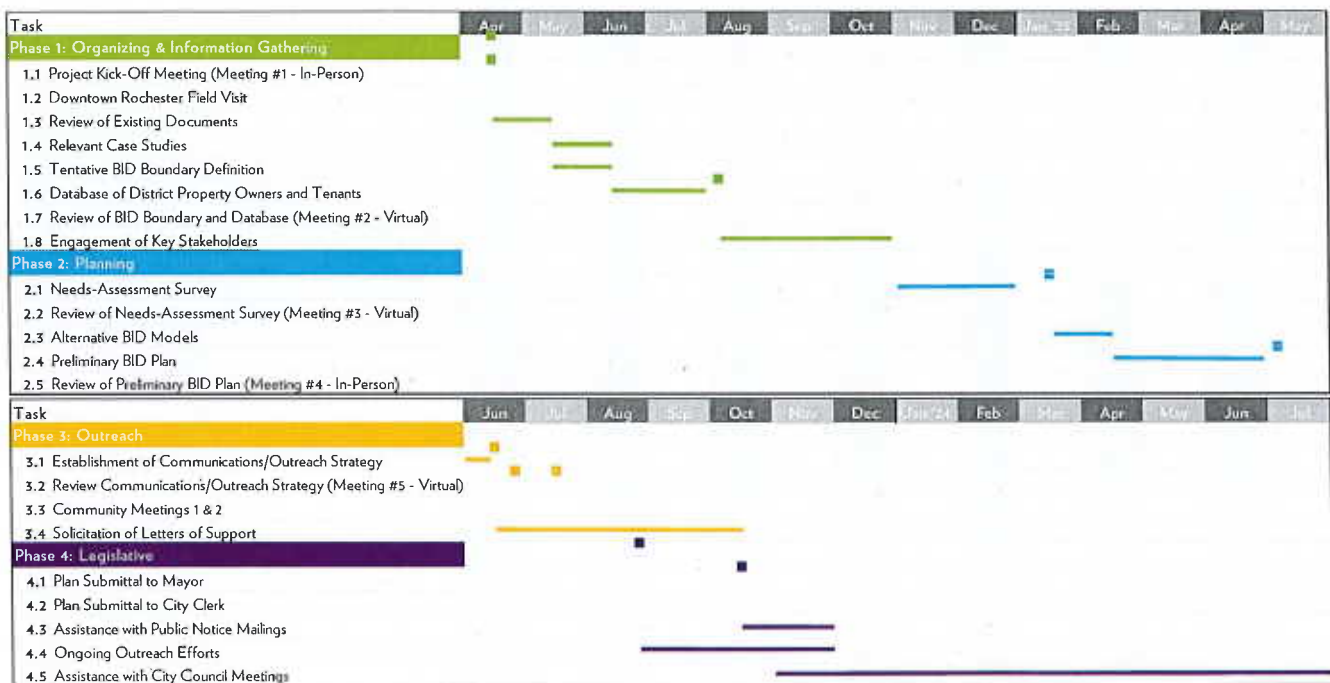 Task Apr May Jun Jul Aug Sep Oct Nov Dec Jan '23 Feb Mar Apr May
Phase 1: Organizing & Information Gathering
1.1 Project Kick-Off Meeting (Meeting #1 - In-Person)
1.2 Downtown Rochester Field Visit
1.3 Review of Existing Documents
1.4 Relevant Case Studies
1.5 Tentative BID Boundary Definition
1.6 Database of District Property Owners and Tenants
1.7 Review of BID Boundary and Database (Meeting #2 - Virtual)
1.8 Engagement of Key Stakeholders
Phase 2: Planning
2.1 Needs-Assessment Survey
2.2 Review of Needs-Assessment Survey (Meeting #3 - Virtual)
2.3 Alternative BID Models
2.4 Preliminary BID Plan
2.5 Review of Preliminary BID Plan (Meeting #4 - In-Person)
Task Jun Jul Aug Sep Oct Nov Dec Jan '24 Feb Mar Apr May Jun Jul
Phase 3: Outreach
3.1 Establishment of Communications/Outreach Strategy
3.2 Review Communications/Outreach Strategy (Meeting #5 - Virtual)
3.3 Community Meetings 1 & 2
3.4 Solicitation of Letters of Support
Phase 4: Legislative
4.1 Plan Submittal to Mayor
4.2 Plan Submittal to City Clerk
4.3 Assistance with Public Notice Mailings
4.4 Ongoing Outreach Efforts
4.5 Assistance with City Council Meetings